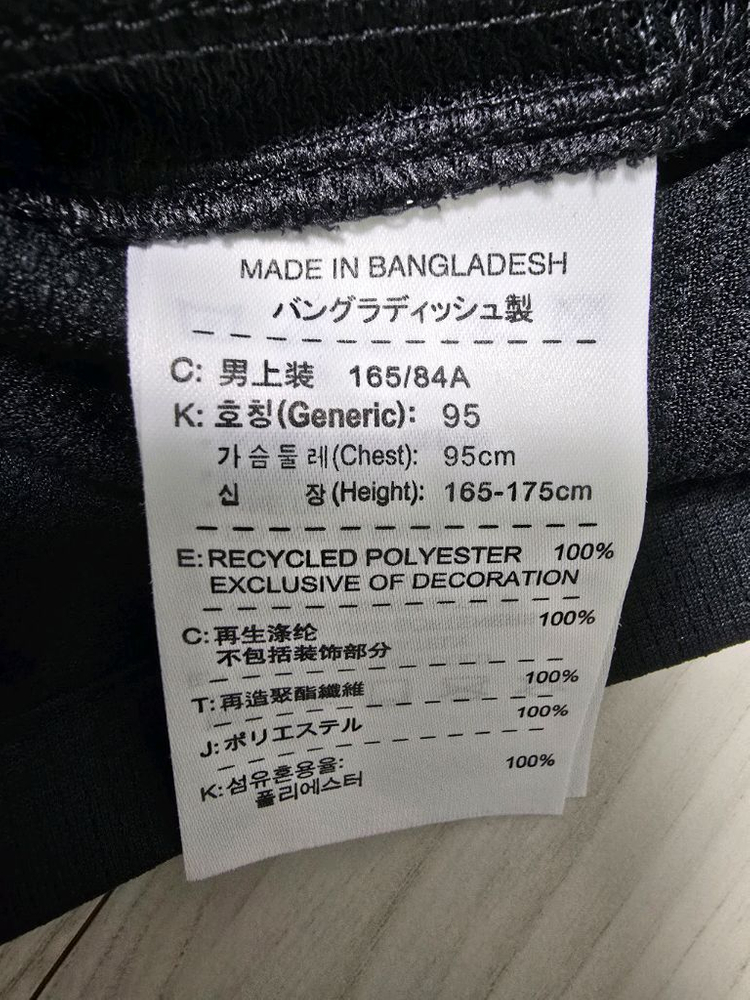 MADE IN BANGLADESH
バングラディッシュ製
C: 男上装 165/84A
K: 호칭(Generic): 95
가슴둘레(Chest): 95cm
신 장(Height): 165-175cm
E: RECYCLED POLYESTER 100%
EXCLUSIVE OF DECORATION
C: 再生涤纶 100%
不包括装饰部分
T: 再造聚酯纖維 100%
J: ポリエステル 100%
K: 섬유혼용율: 100%
폴리에스터